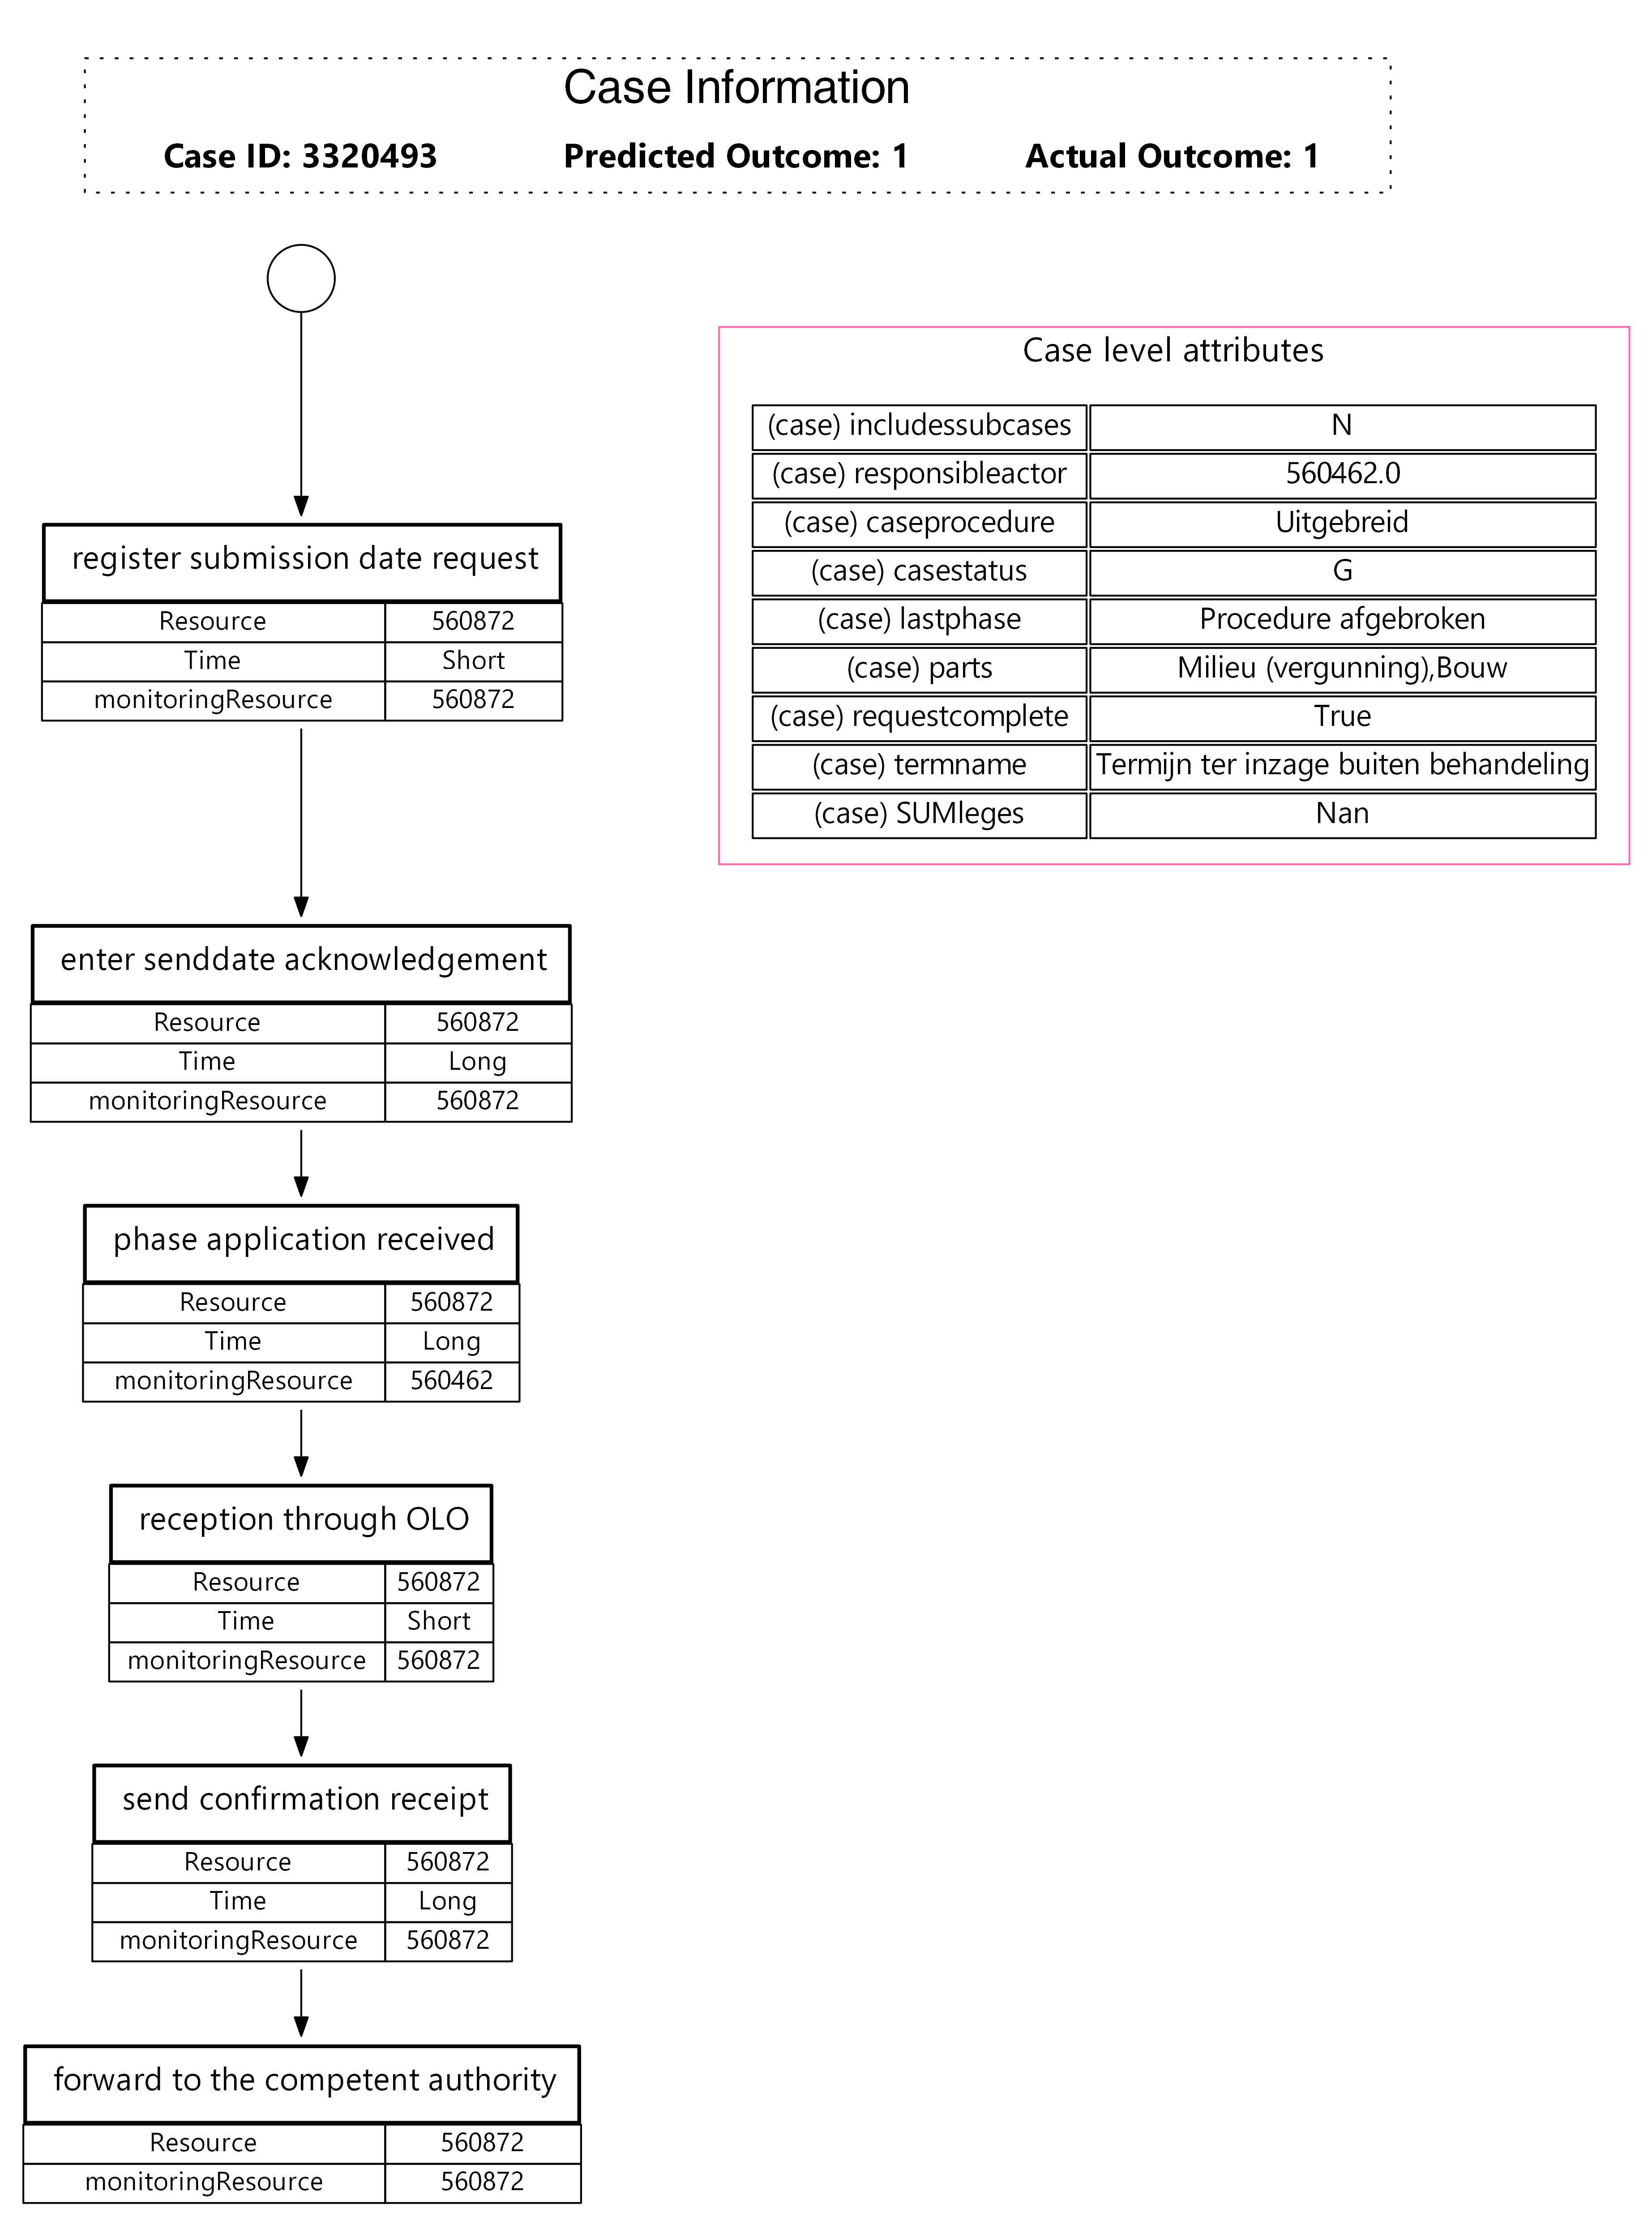 Case Information
Case ID: 3320493 Predicted Outcome: 1 Actual Outcome: 1
Case level attributes
(case) includessubcases N
(case) responsibleactor 560462.0
(case) caseprocedure Uitgebreid
(case) casestatus G
(case) lastphase Procedure afgebroken
(case) parts Milieu (vergunning),Bouw
(case) requestcomplete True
(case) termname Termijn ter inzage buiten behandeling
(case) SUMleges Nan
register submission date request
Resource 560872
Time Short
monitoringResource 560872
enter senddate acknowledgement
Resource 560872
Time Long
monitoringResource 560872
phase application received
Resource 560872
Time Long
monitoringResource 560462
reception through OLO
Resource 560872
Time Short
monitoringResource 560872
send confirmation receipt
Resource 560872
Time Long
monitoringResource 560872
forward to the competent authority
Resource 560872
monitoringResource 560872